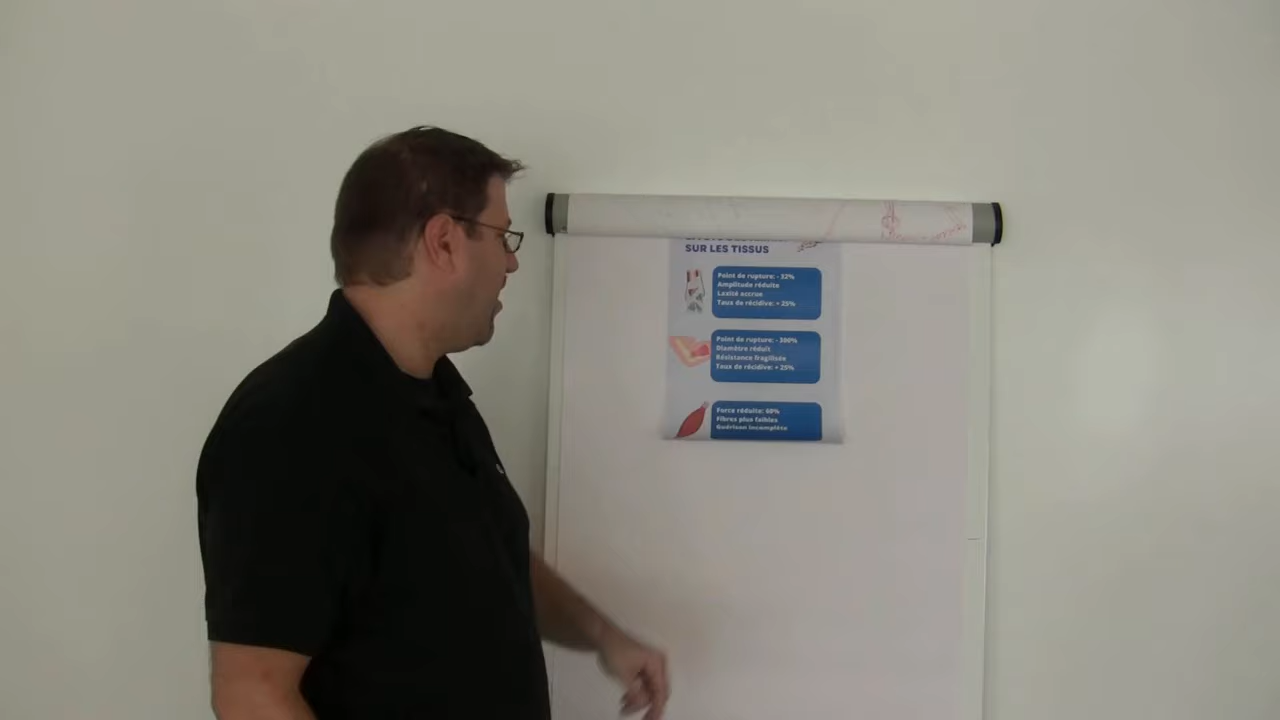 SUR LES TISSUS
Point de rupture: - 32%
Amplitude réduite
Laxité accrue
Taux de récidive: + 25%
Point de rupture: - 300%
Diamètre réduit
Résistance fragilisée
Taux de récidive: + 25%
Force réduite: 60%
Fibres plus faibles
Guérison incomplète